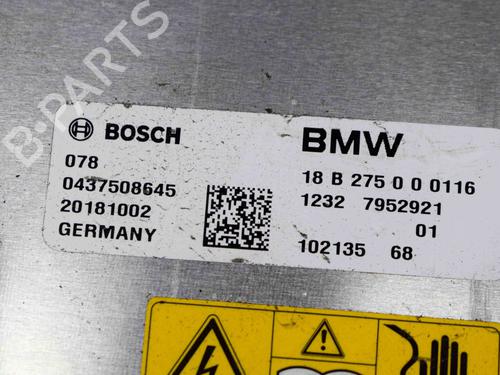 B-PARTS
BOSCH
078
0437508645
20181002
GERMANY
BMW
18 B 275 0 0 0116
1232 7952921
01
102135 68